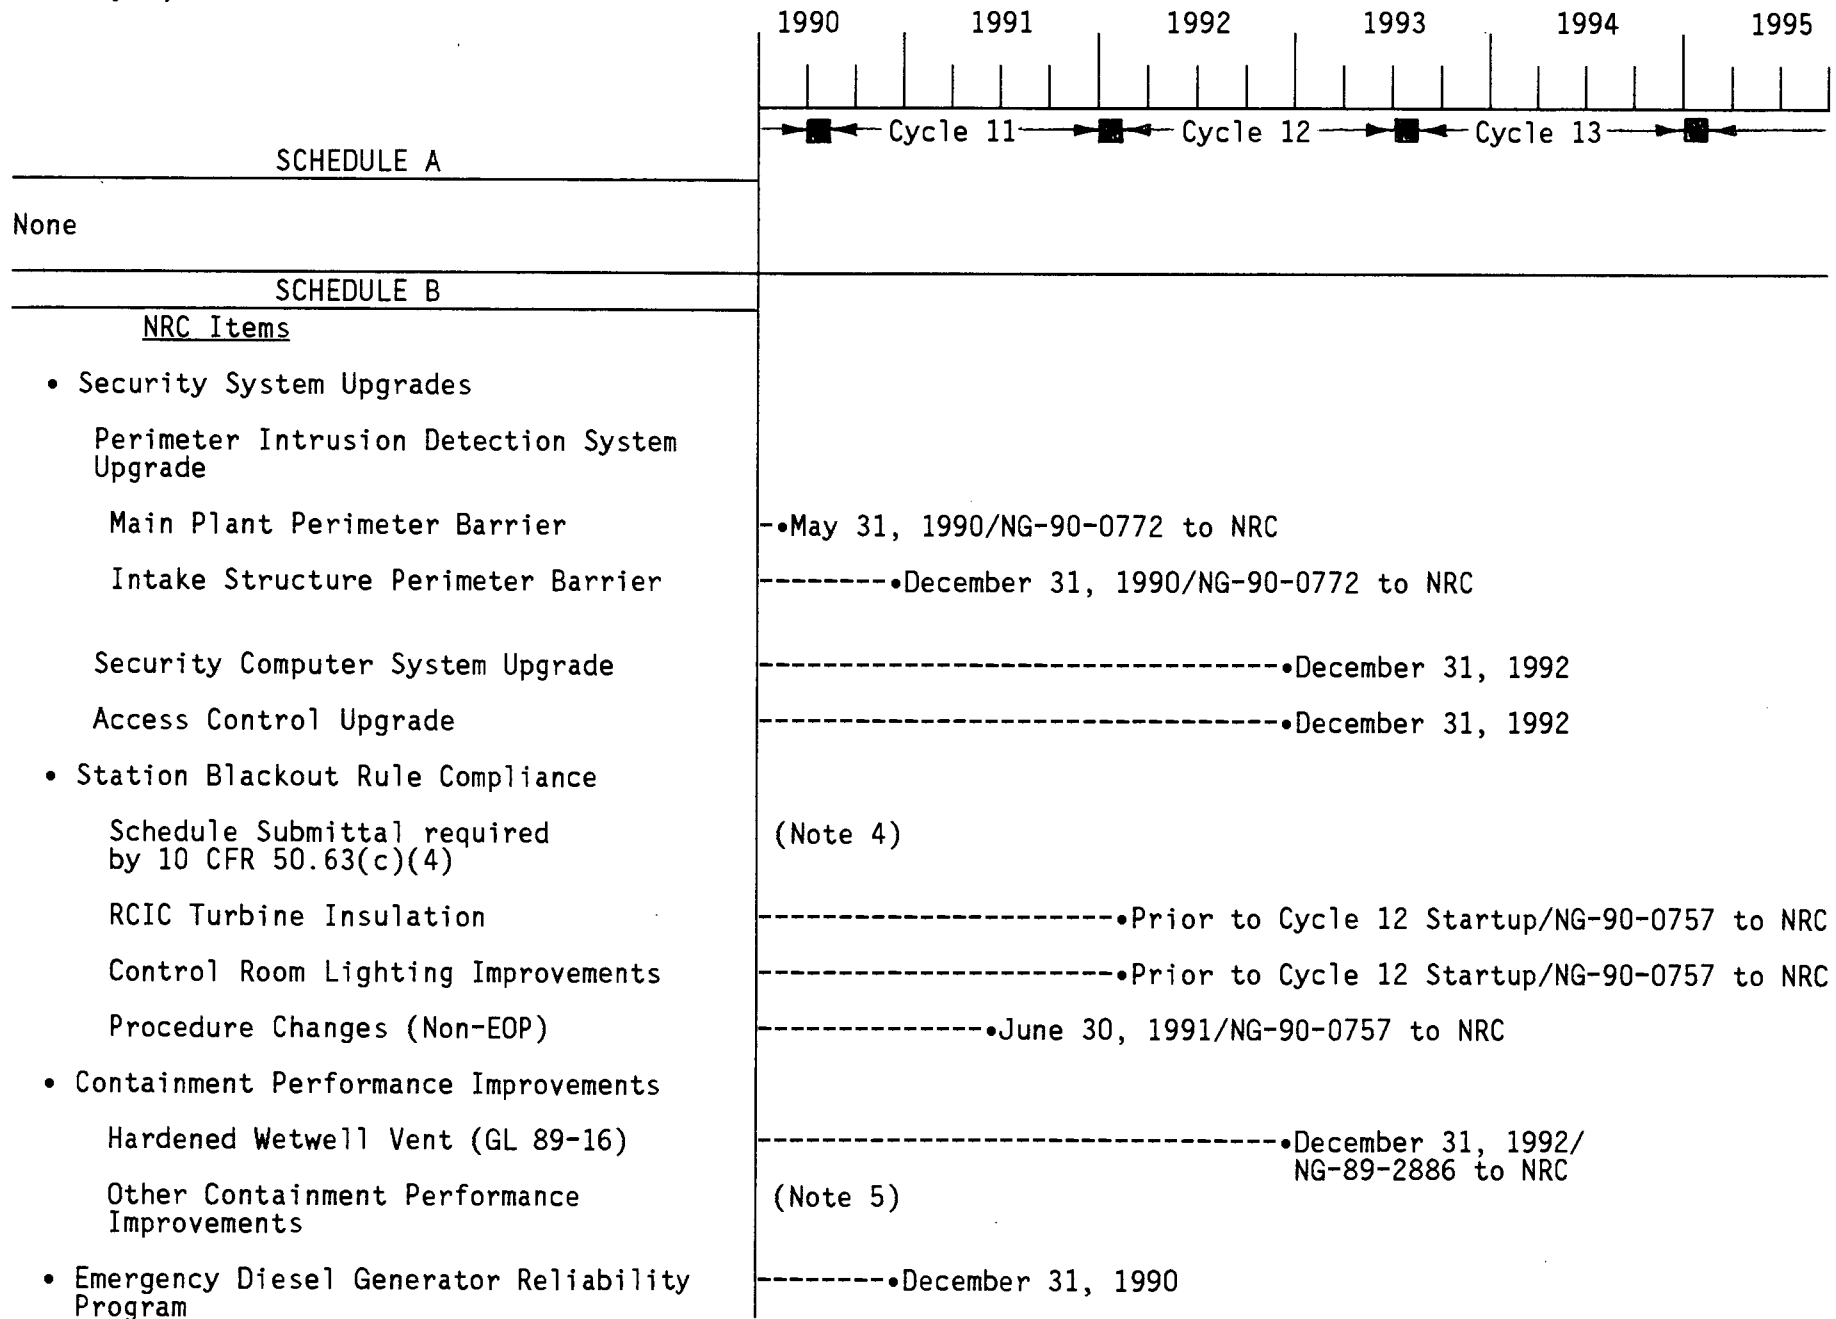 1990 1991 1992 1993 1994 1995
Cycle 11 Cycle 12 Cycle 13
SCHEDULE A
None
SCHEDULE B
NRC Items
• Security System Upgrades
Perimeter Intrusion Detection System
Upgrade
Main Plant Perimeter Barrier •May 31, 1990/NG-90-0772 to NRC
Intake Structure Perimeter Barrier •December 31, 1990/NG-90-0772 to NRC
Security Computer System Upgrade •December 31, 1992
Access Control Upgrade •December 31, 1992
• Station Blackout Rule Compliance
Schedule Submittal required (Note 4)
by 10 CFR 50.63(c)(4)
RCIC Turbine Insulation •Prior to Cycle 12 Startup/NG-90-0757 to NRC
Control Room Lighting Improvements •Prior to Cycle 12 Startup/NG-90-0757 to NRC
Procedure Changes (Non-EOP) •June 30, 1991/NG-90-0757 to NRC
• Containment Performance Improvements
Hardened Wetwell Vent (GL 89-16) •December 31, 1992/
NG-89-2886 to NRC
Other Containment Performance (Note 5)
Improvements
• Emergency Diesel Generator Reliability •December 31, 1990
Program